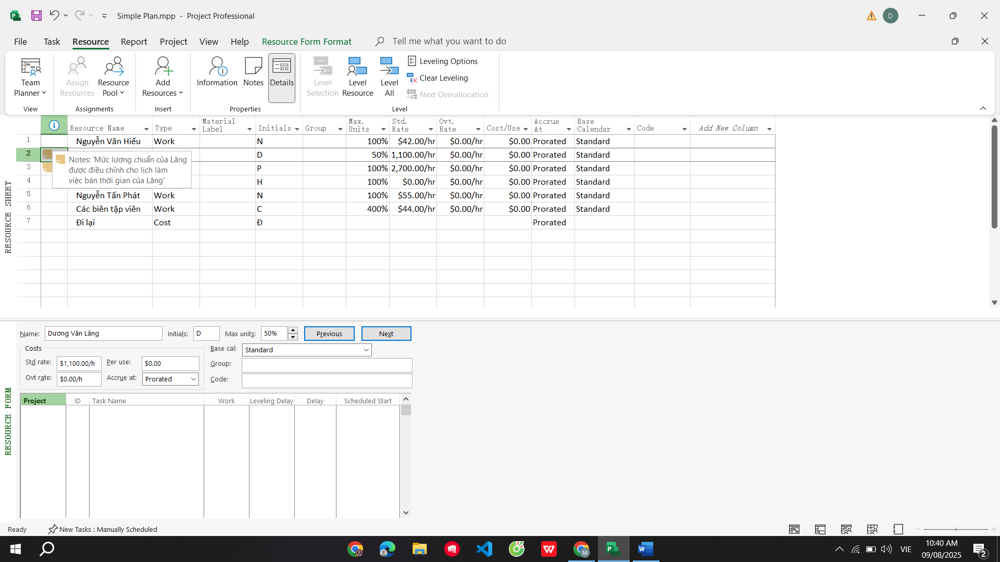 Simple Plan.mpp - Project Professional
D
File Task Resource Report Project View Help Resource Form Format Tell me what you want to do
Team Planner
Assign Resources
Resource Pool
Add Resources
Information
Notes
Details
Level Selection
Level Resource
Level All
Leveling Options
Clear Leveling
Next Overallocation
View Assignments Insert Properties Level
Resource Name Type Material Label Initials Group Max. Units Std. Rate Ovt. Rate Cost/Use Accrue At Base Calendar Code Add New Column
1 Nguyễn Văn Hiếu Work N 100% $42.00/hr $0.00/hr $0.00 Prorated Standard
2 D 50% 1,100.00/hr $0.00/hr $0.00 Prorated Standard
3 P 100% 2,700.00/hr $0.00/hr $0.00 Prorated Standard
4 H 100% $0.00/hr $0.00/hr $0.00 Prorated Standard
5 Nguyễn Tấn Phát Work N 100% $55.00/hr $0.00/hr $0.00 Prorated Standard
6 Các biên tập viên Work C 400% $44.00/hr $0.00/hr $0.00 Prorated Standard
7 Đi lại Cost Đ Prorated
Notes: 'Mức lương chuẩn của Lăng
được điều chỉnh cho lịch làm
việc bán thời gian của Lăng'
RESOURCE SHEET
Name: Dương Văn Lăng Initials: D Max units: 50% Previous Next
Costs Base cal: Standard
Std rate: $1,100.00/h Per use: $0.00 Group:
Ovt rate: $0.00/h Accrue at: Prorated Code:
Project ID Task Name Work Leveling Delay Delay Scheduled Start
RESOURCE FORM
Ready New Tasks : Manually Scheduled
M
VIE
10:40 AM
09/08/2025
2